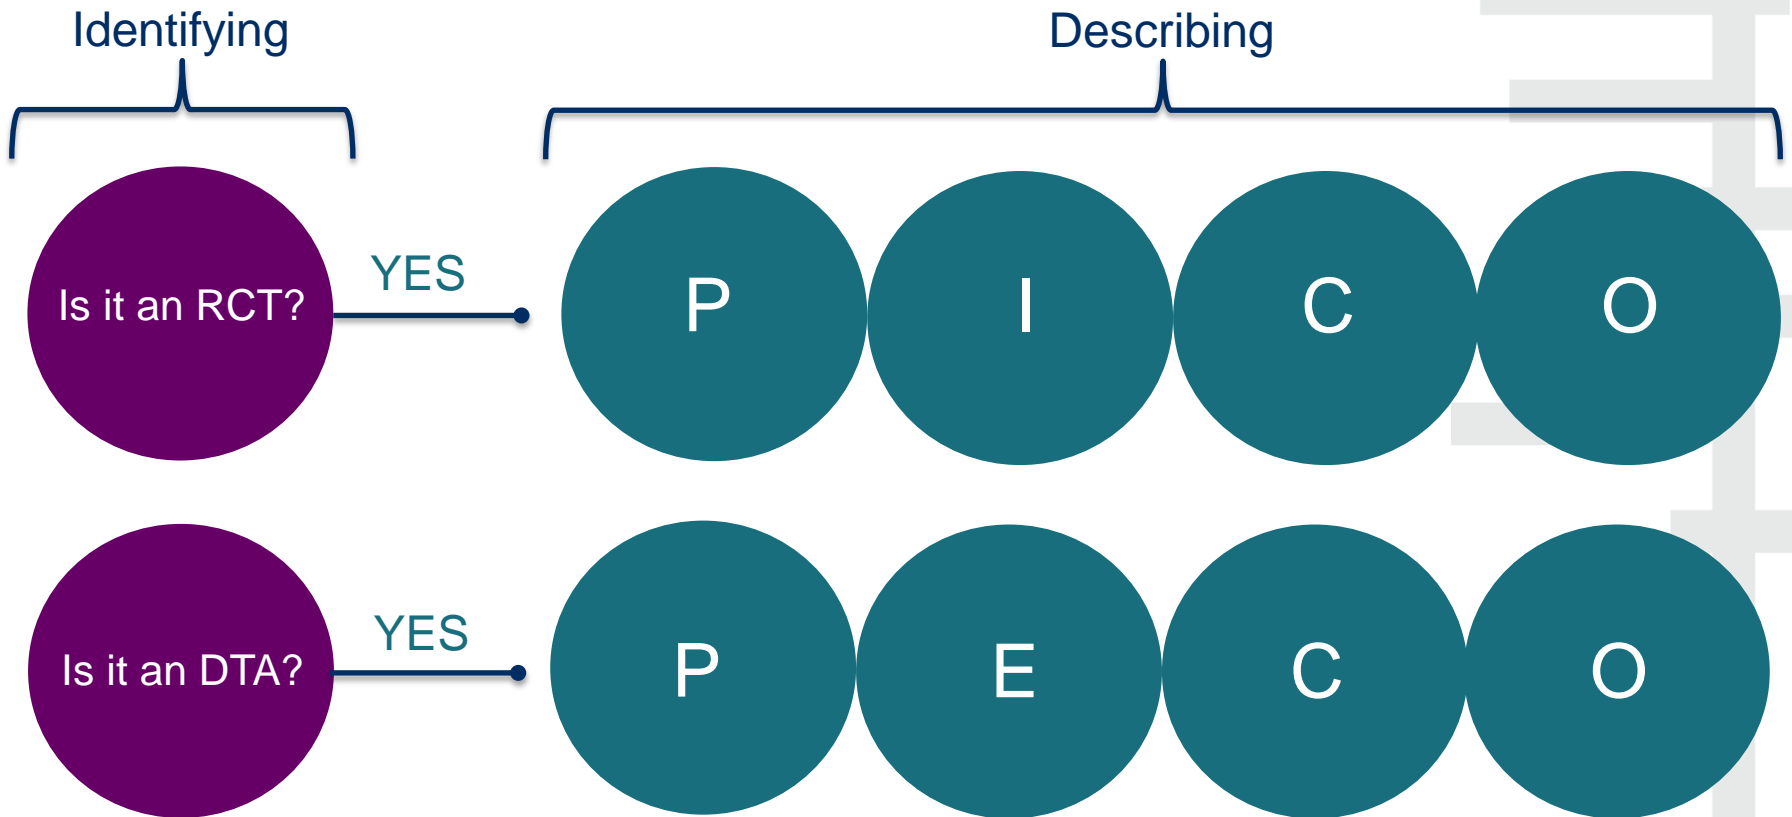 Identifying
Describing
Is it an RCT?
YES
P
I
C
O
Is it an DTA?
YES
P
E
C
O